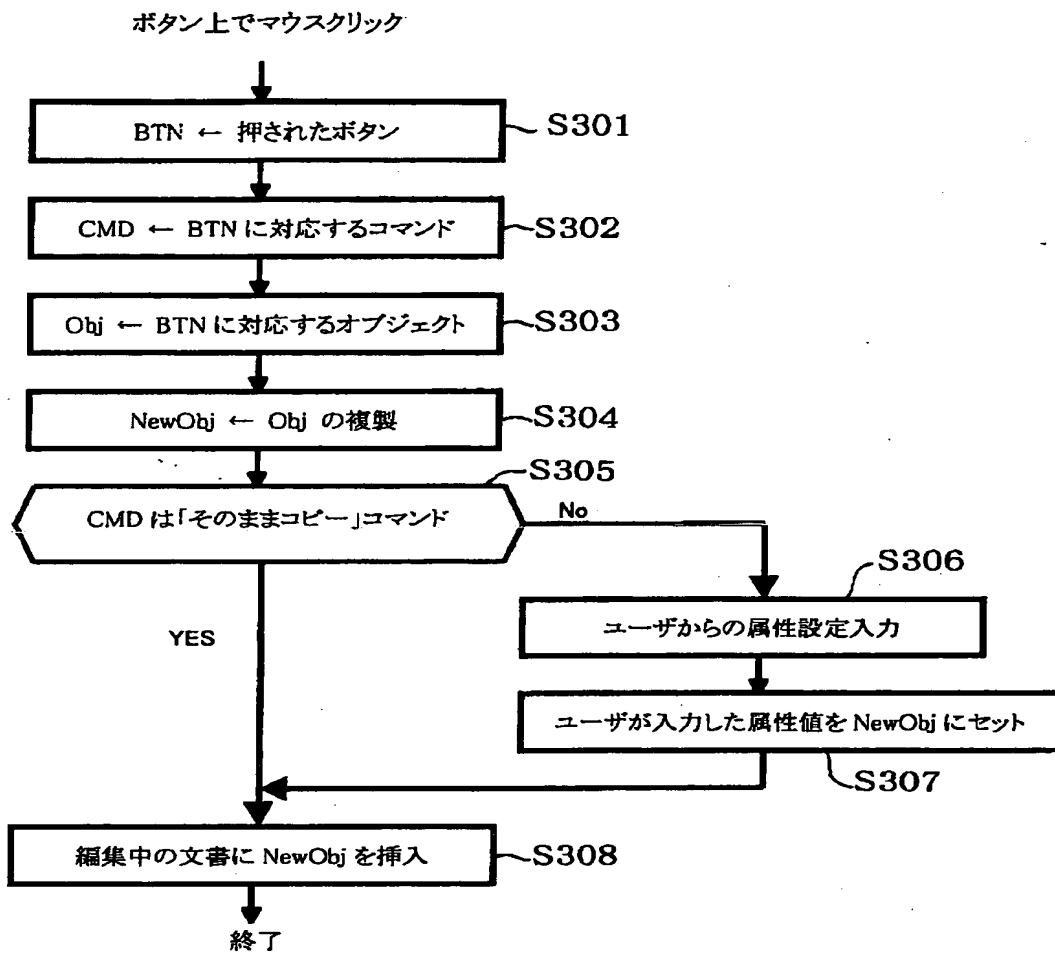 ボタン上でマウスクリック
BTN ← 押されたボタン
S301
CMD ← BTN に対応するコマンド
S302
Obj ← BTN に対応するオブジェクト
S303
NewObj ← Obj の複製
S304
S305
CMD は「そのままコピー」コマンド
No
S306
ユーザからの属性設定入力
YES
ユーザが入力した属性値を NewObj にセット
S307
編集中の文書に NewObj を挿入
S308
終了